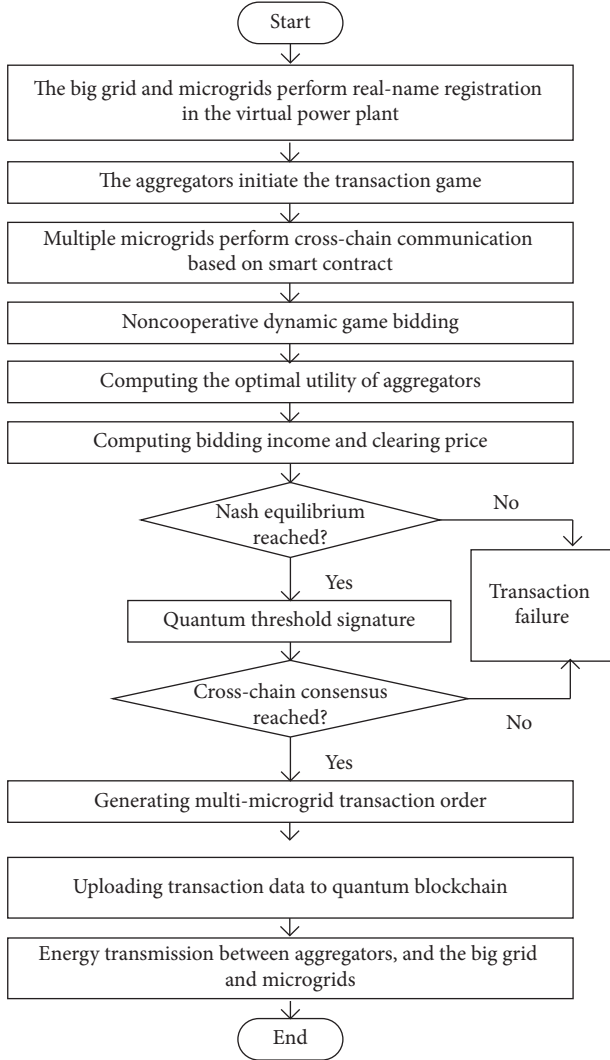 Start
The big grid and microgrids perform real-name registration
in the virtual power plant
The aggregators initiate the transaction game
Multiple microgrids perform cross-chain communication
based on smart contract
Noncooperative dynamic game bidding
Computing the optimal utility of aggregators
Computing bidding income and clearing price
Nash equilibrium
reached?
No
Yes
Transaction
failure
Quantum threshold signature
Cross-chain consensus
reached?
No
Yes
Generating multi-microgrid transaction order
Uploading transaction data to quantum blockchain
Energy transmission between aggregators, and the big grid
and microgrids
End